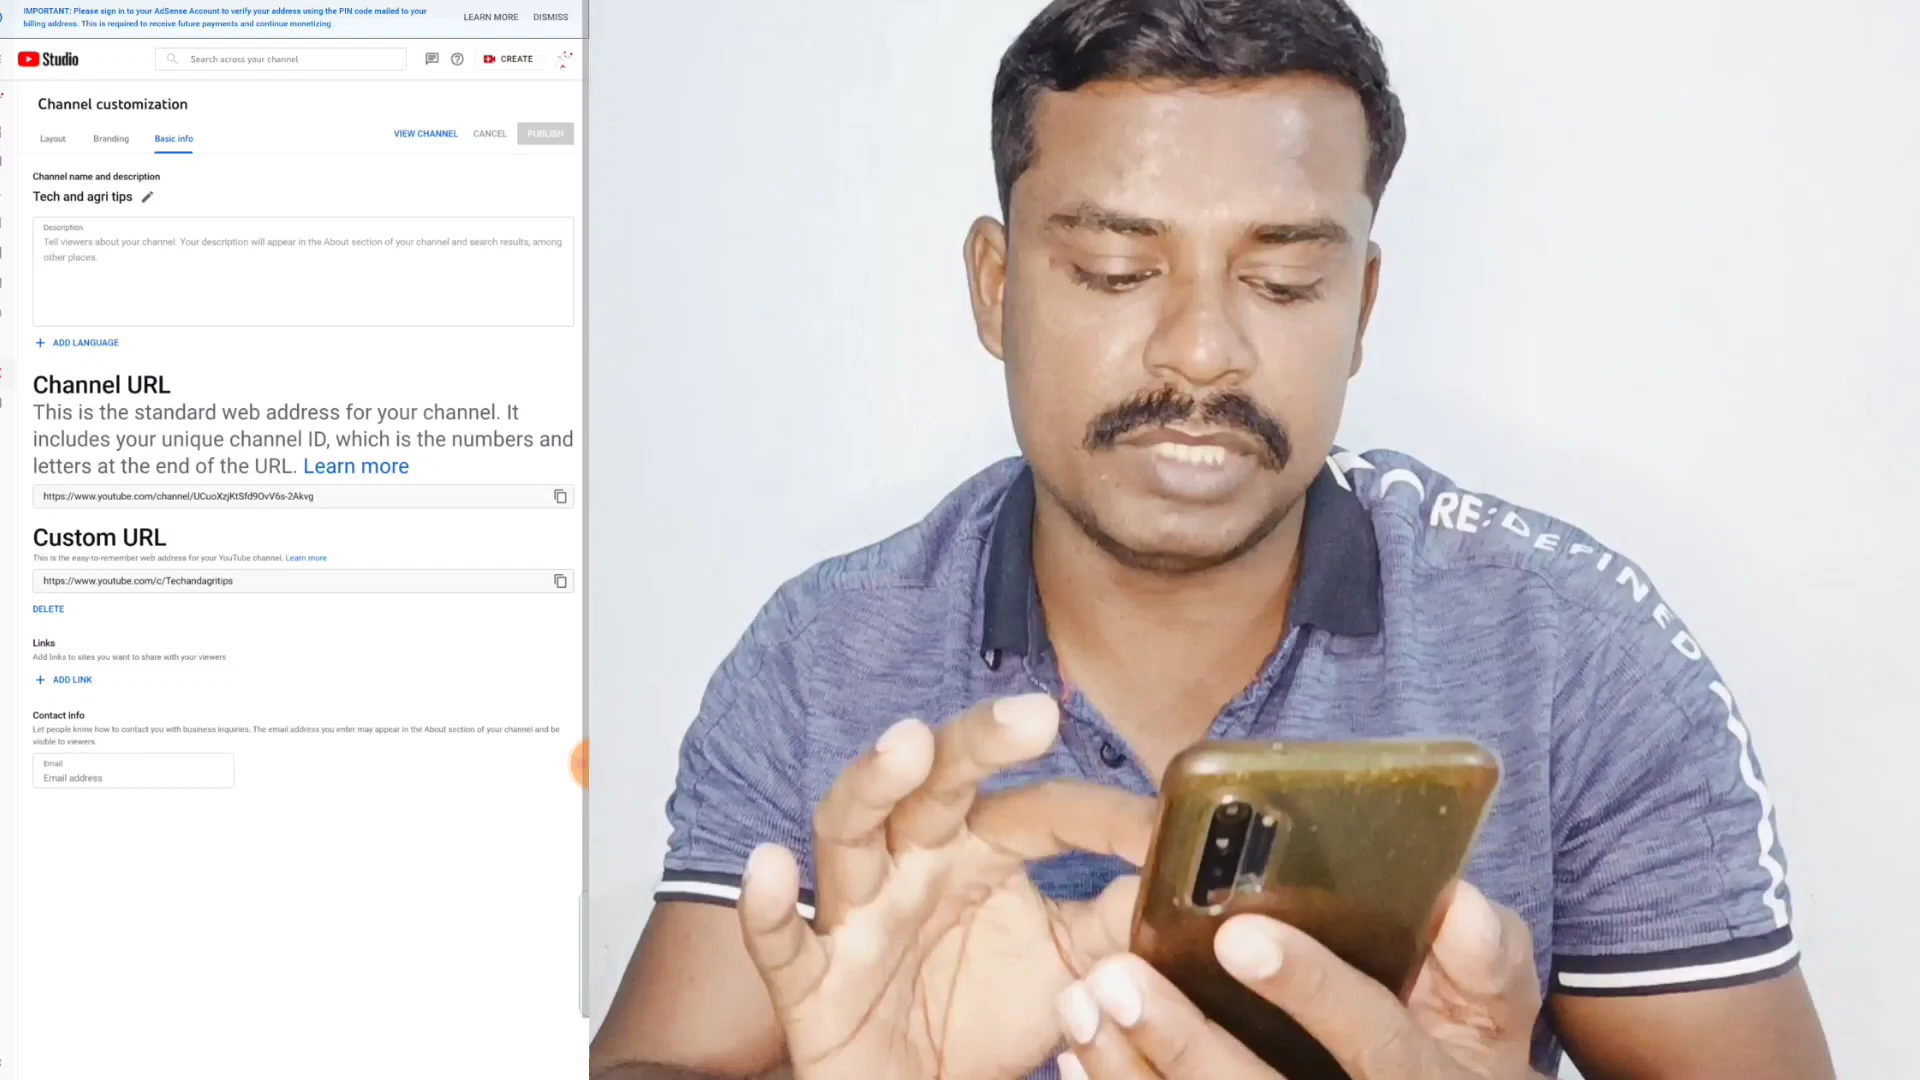 IMPORTANT: Please sign in to your AdSense Account to verify your address using the PIN code mailed to your
billing address. This is required to receive future payments and continue monetizing
LEARN MORE
DISMISS
Studio
Search across your channel
CREATE
Channel customization
Layout
Branding
Basic info
VIEW CHANNEL
CANCEL
PUBLISH
Channel name and description
Tech and agri tips
Description
Tell viewers about your channel. Your description will appear in the About section of your channel and search results, among
other places.
+ ADD LANGUAGE
Channel URL
This is the standard web address for your channel. It
includes your unique channel ID, which is the numbers and
letters at the end of the URL. Learn more
https://www.youtube.com/channel/UCuoXzjKtSfd9OvV6s-2Akvg
Custom URL
This is the easy-to-remember web address for your YouTube channel. Learn more
https://www.youtube.com/c/Techandagritips
DELETE
Links
Add links to sites you want to share with your viewers
+ ADD LINK
Contact info
Let people know how to contact you with business inquiries. The email address you enter may appear in the About section of your channel and be
visible to viewers.
Email
Email address
RE:DEFINED